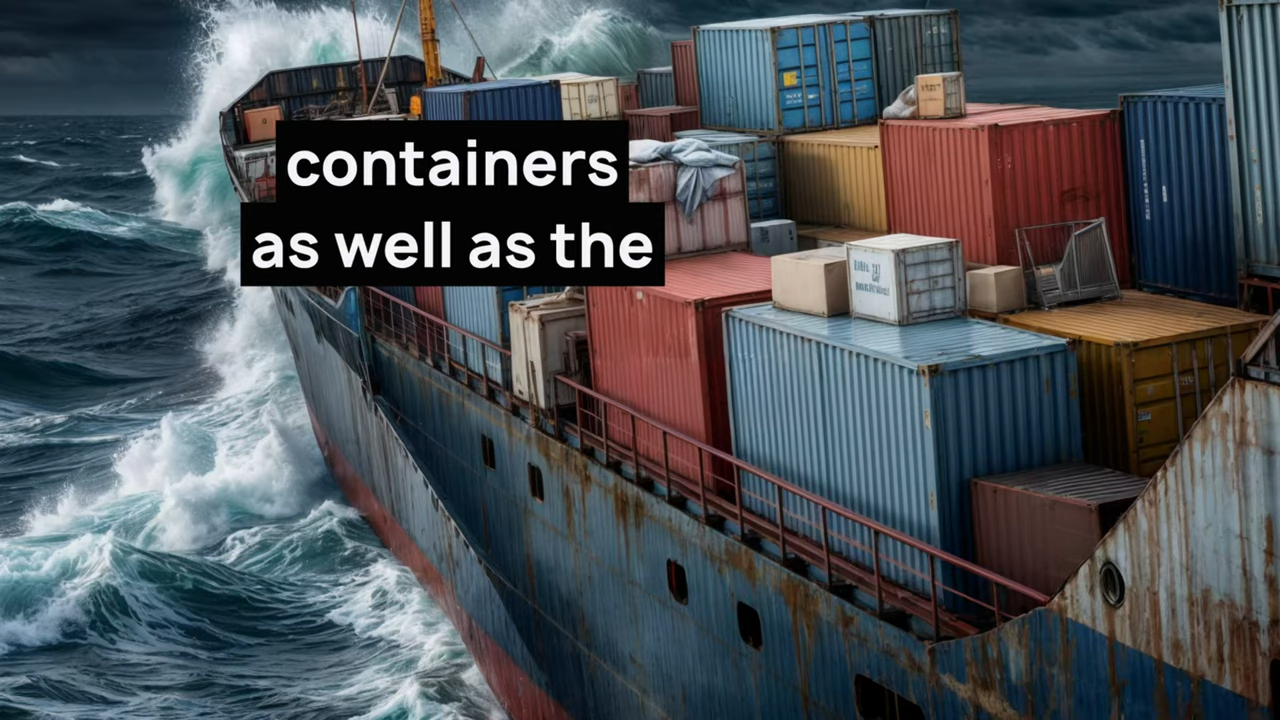 containers
as well as the